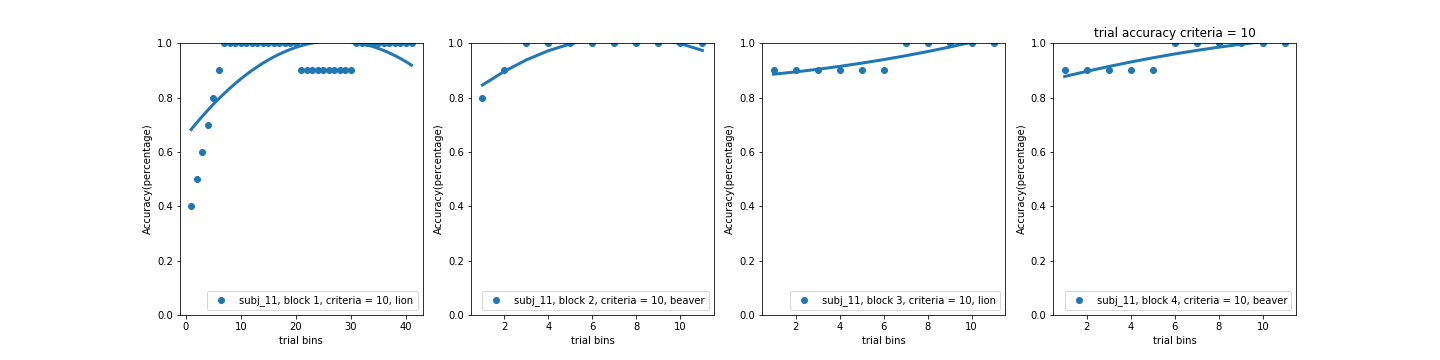 trial accuracy criteria = 10
1.0
0.8
0.6
0.4
0.2
0.0
Accuracy(percentage)
subj_11, block 1, criteria = 10, lion
0 10 20 30 40
trial bins
1.0
0.8
0.6
0.4
0.2
0.0
Accuracy(percentage)
subj_11, block 2, criteria = 10, beaver
2 4 6 8 10
trial bins
1.0
0.8
0.6
0.4
0.2
0.0
Accuracy(percentage)
subj_11, block 3, criteria = 10, lion
2 4 6 8 10
trial bins
1.0
0.8
0.6
0.4
0.2
0.0
Accuracy(percentage)
subj_11, block 4, criteria = 10, beaver
2 4 6 8 10
trial bins